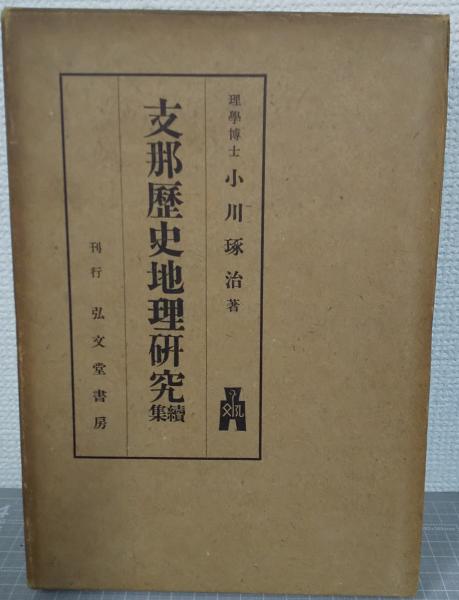 理學博士 小川琢治 著
支那歷史地理研究 續集
刊行 弘文堂書房